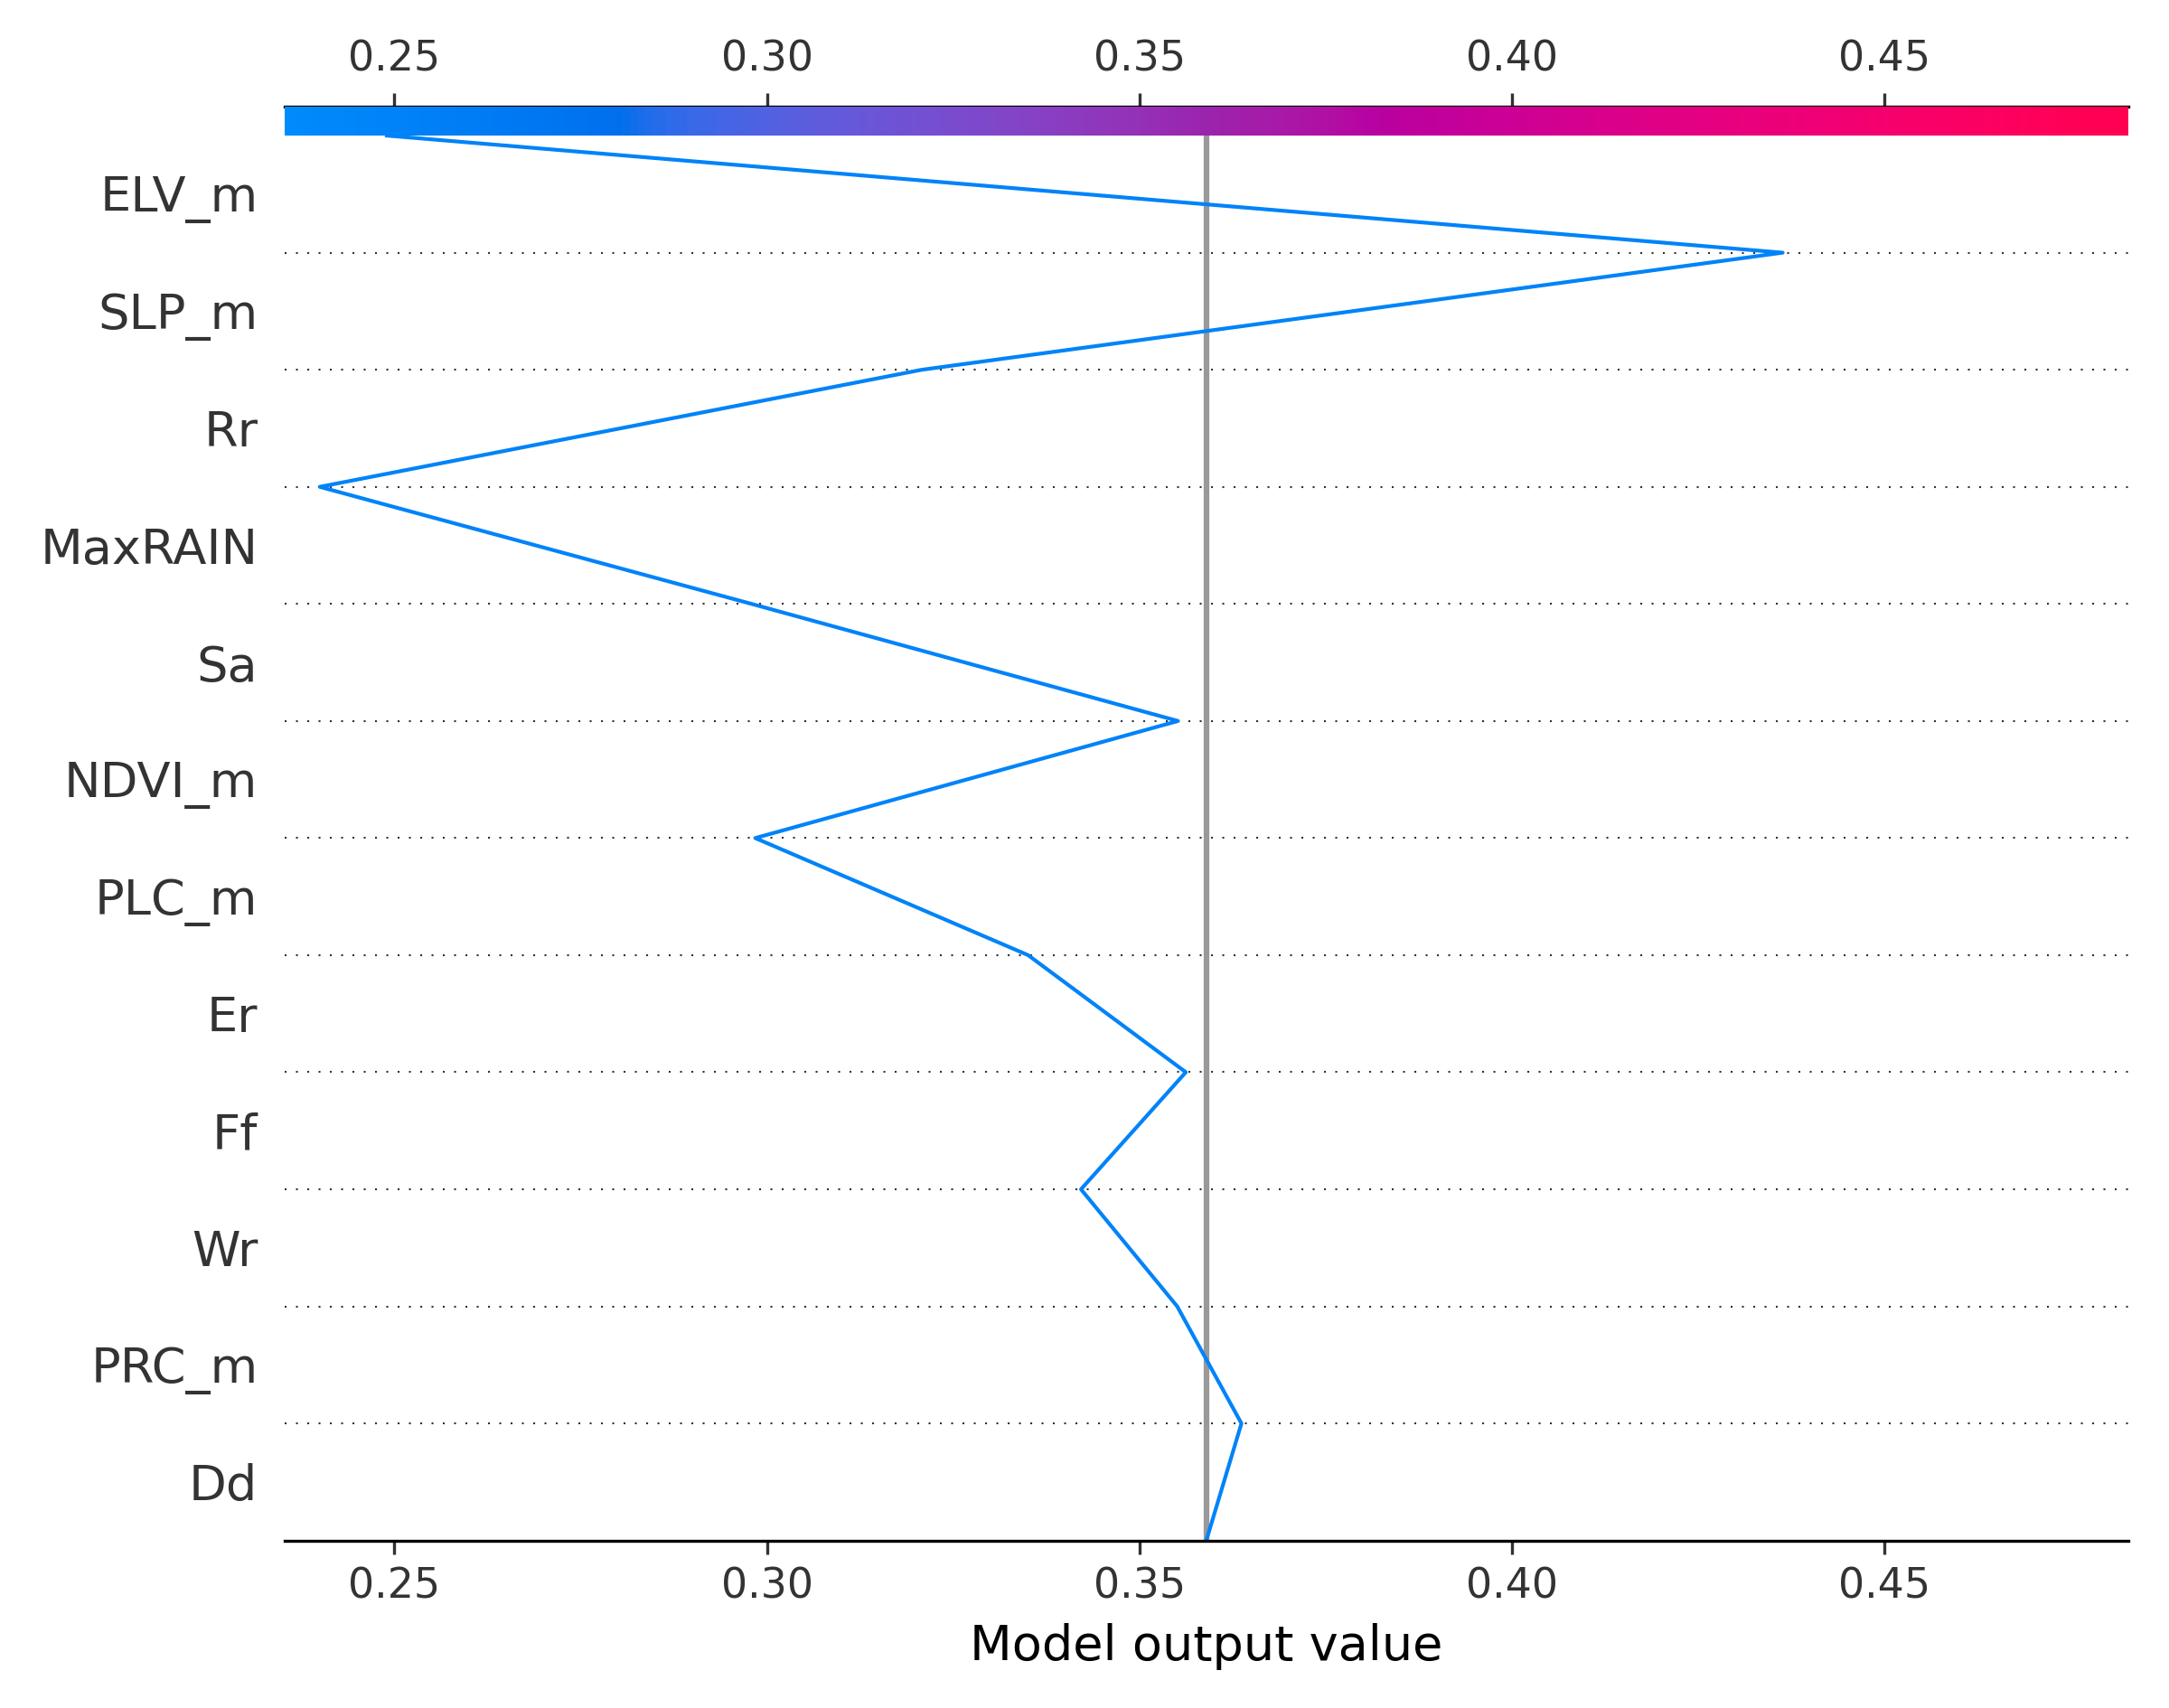 0.25 0.30 0.35 0.40 0.45
ELV_m
SLP_m
Rr
MaxRAIN
Sa
NDVI_m
PLC_m
Er
Ff
Wr
PRC_m
Dd
0.25 0.30 0.35 0.40 0.45
Model output value